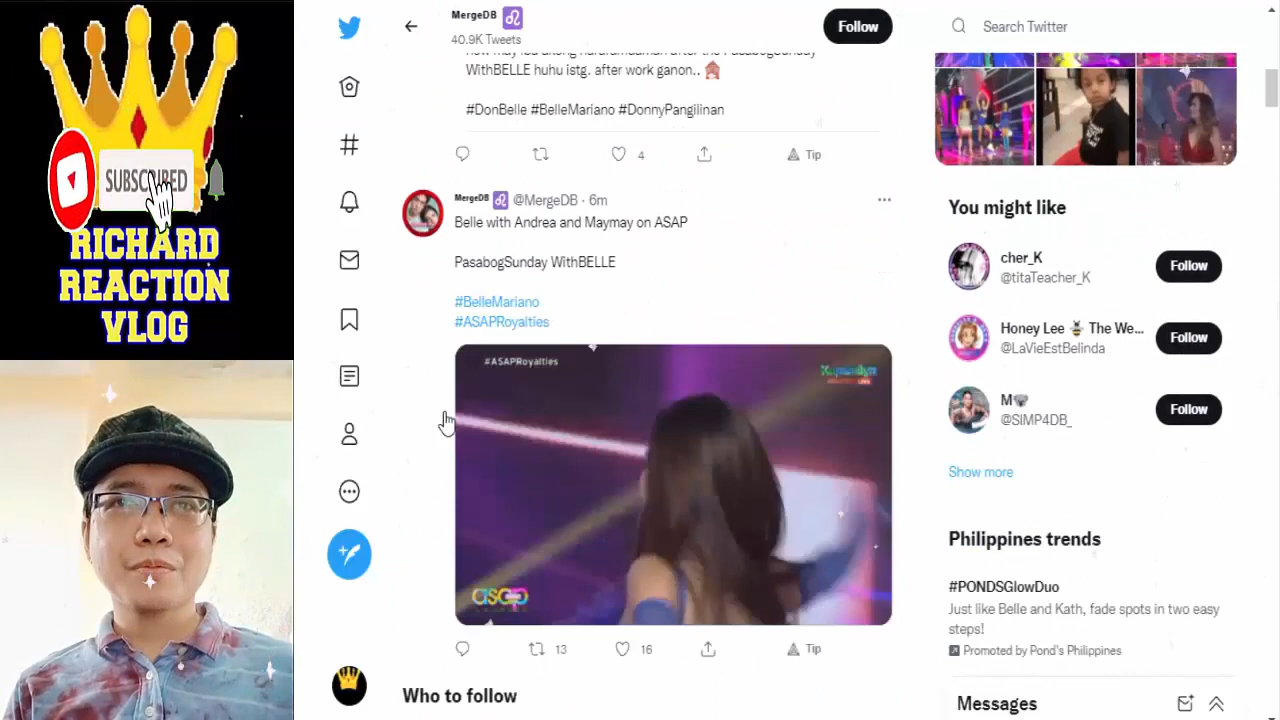 SUBSCRIBED
RICHARD
REACTION
VLOG
MergeDB
40.9K Tweets
Follow
Search Twitter
WithBELLE huhu istg. after work ganon..
#DonBelle #BelleMariano #DonnyPangilinan
4
Tip
MergeDB @MergeDB · 6m
Belle with Andrea and Maymay on ASAP
PasabogSunday WithBELLE
#BelleMariano
#ASAPRoyalties
#ASAPRoyalties
asap
13
16
Tip
Who to follow
You might like
cher_K
@titaTeacher_K
Follow
Honey Lee 🐝 The We...
@LaVieEstBelinda
Follow
M🐨
@SIMP4DB_
Follow
Show more
Philippines trends
#PONDSGlowDuo
Just like Belle and Kath, fade spots in two easy
steps!
Promoted by Pond's Philippines
Messages